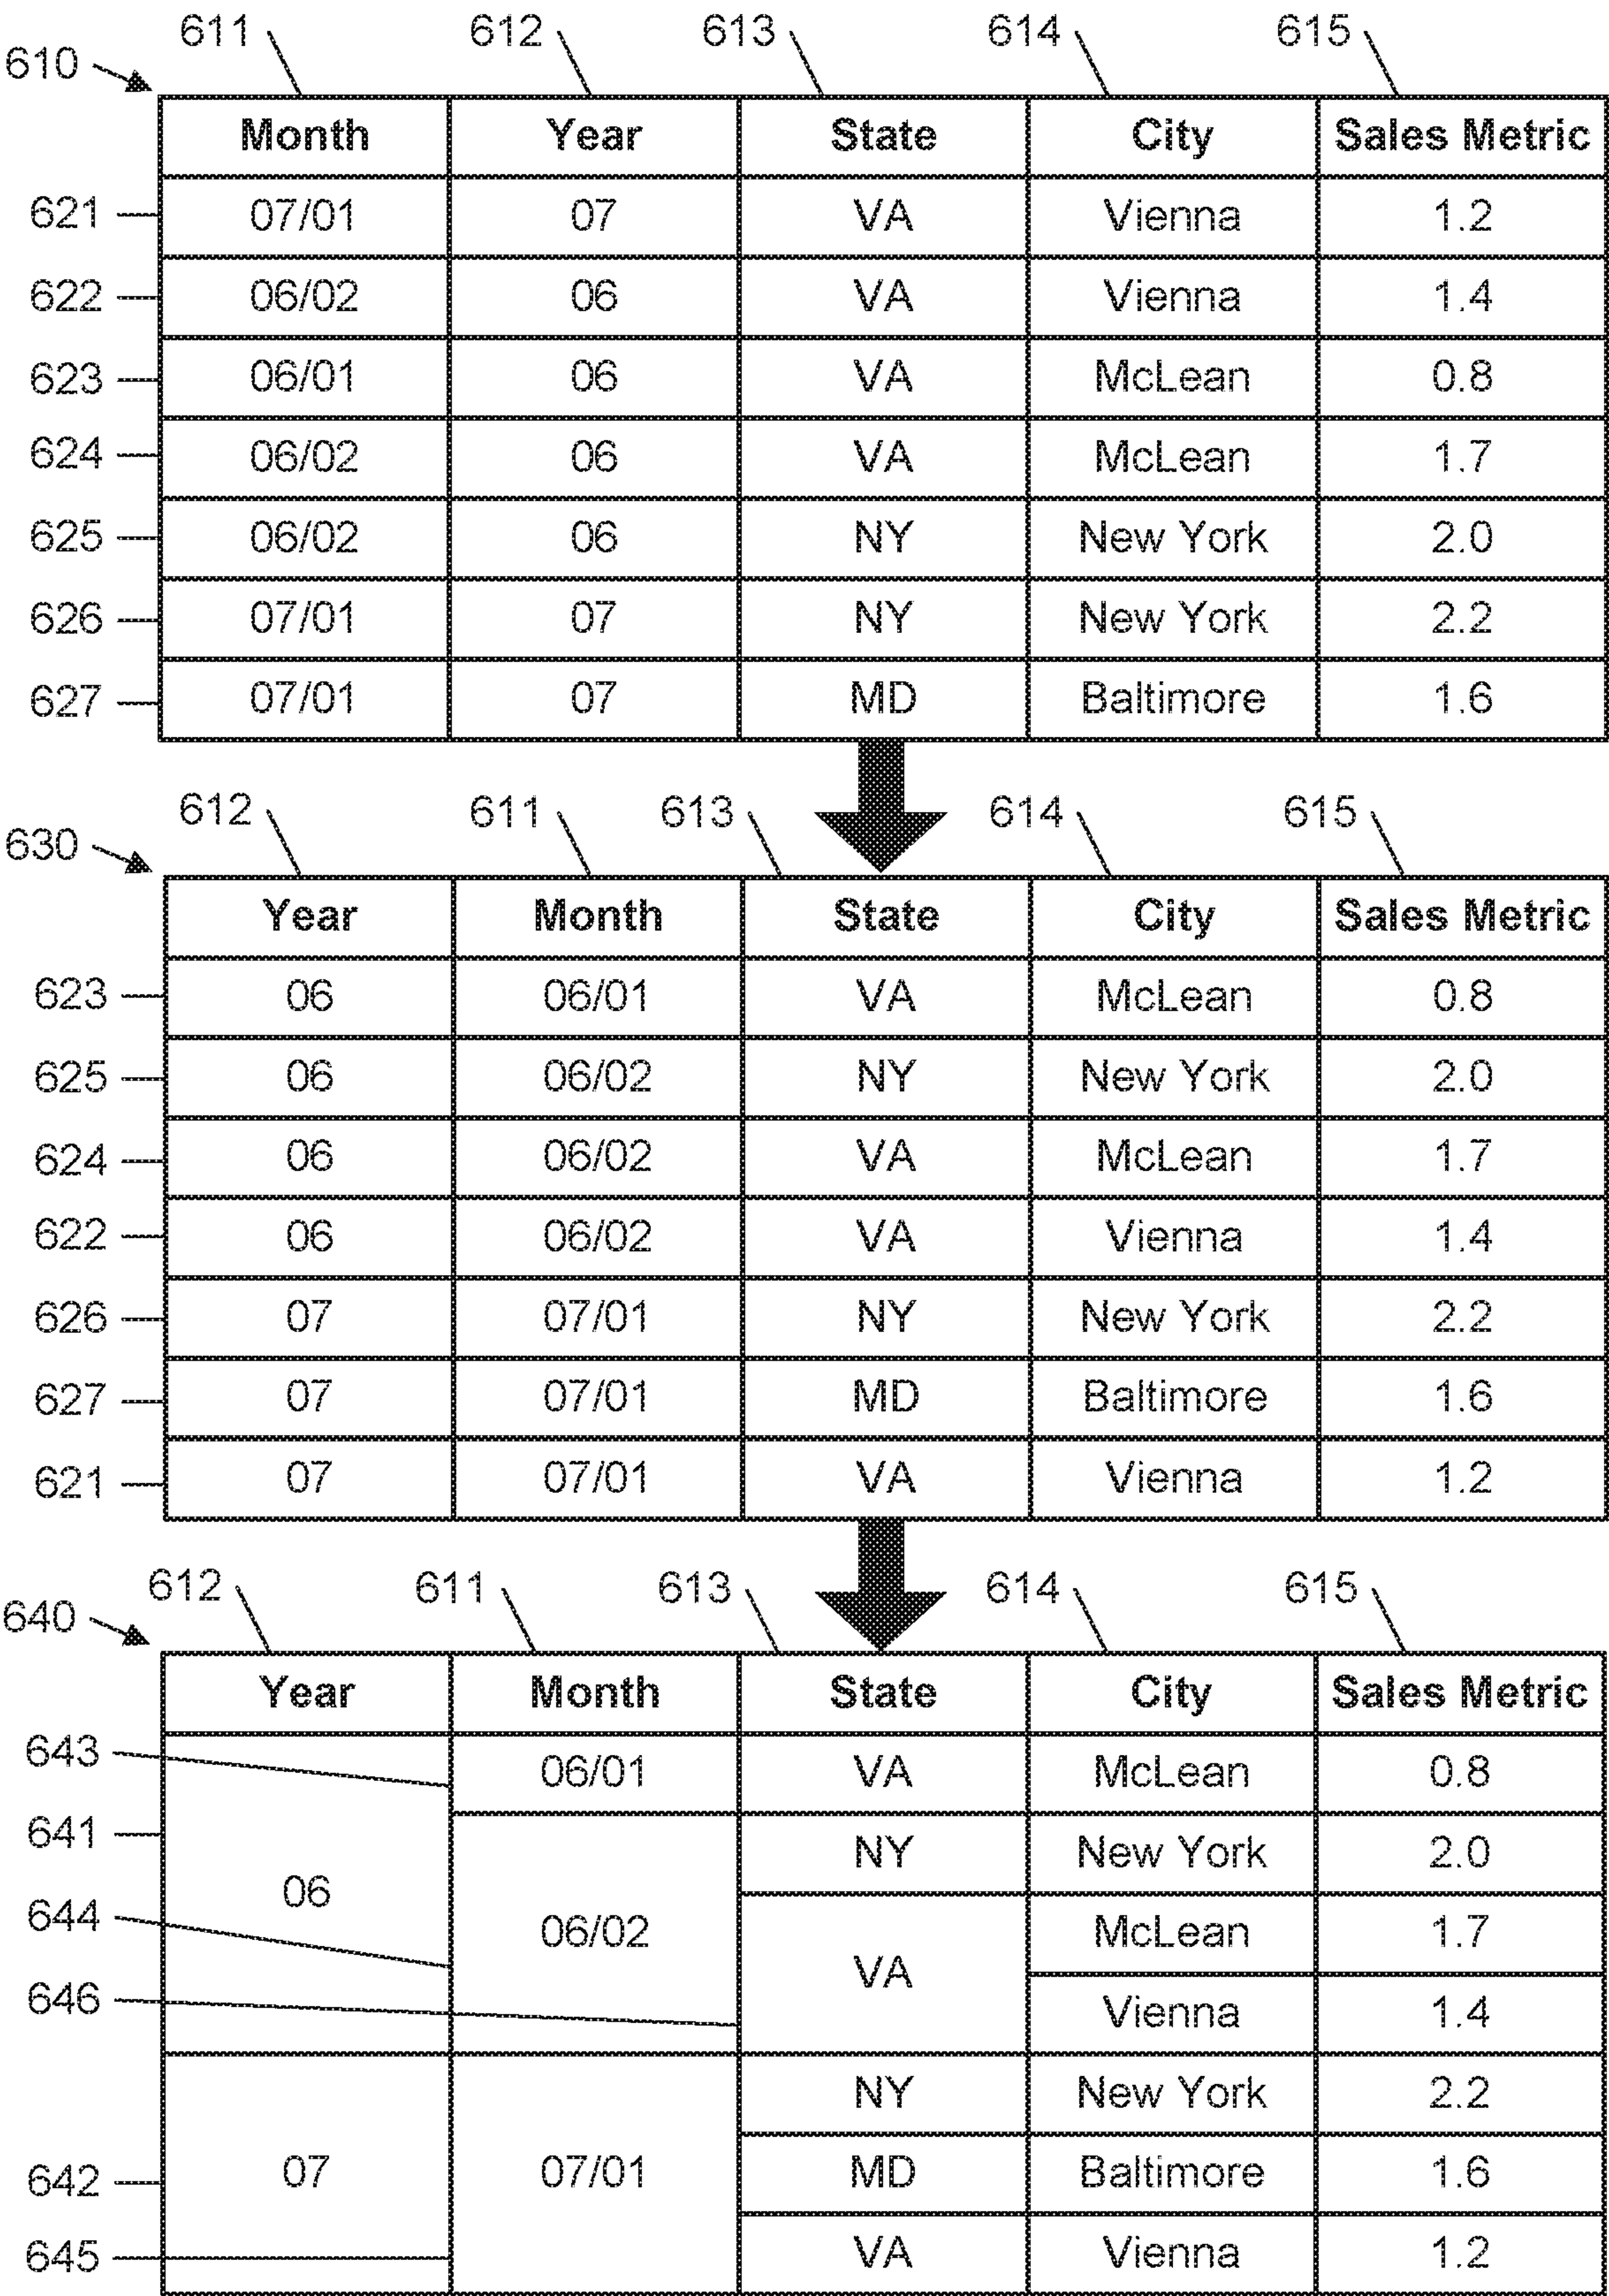 611 612 613 614 615
610
Month Year State City Sales Metric
621 07/01 07 VA Vienna 1.2
622 06/02 06 VA Vienna 1.4
623 06/01 06 VA McLean 0.8
624 06/02 06 VA McLean 1.7
625 06/02 06 NY New York 2.0
626 07/01 07 NY New York 2.2
627 07/01 07 MD Baltimore 1.6
612 611 613 614 615
630
Year Month State City Sales Metric
623 06 06/01 VA McLean 0.8
625 06 06/02 NY New York 2.0
624 06 06/02 VA McLean 1.7
622 06 06/02 VA Vienna 1.4
626 07 07/01 NY New York 2.2
627 07 07/01 MD Baltimore 1.6
621 07 07/01 VA Vienna 1.2
612 611 613 614 615
640
Year Month State City Sales Metric
643 06/01 VA McLean 0.8
641 NY New York 2.0
06
644 06/02 McLean 1.7
VA
646 Vienna 1.4
NY New York 2.2
642 07 07/01 MD Baltimore 1.6
645 VA Vienna 1.2